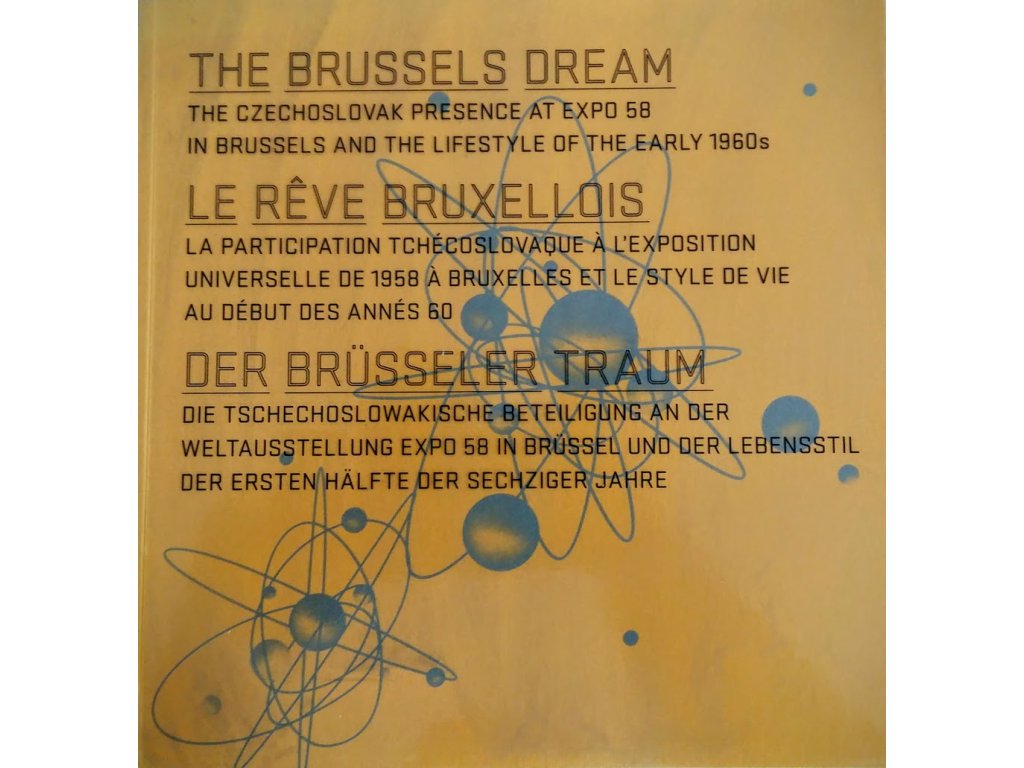 THE BRUSSELS DREAM
THE CZECHOSLOVAK PRESENCE AT EXPO 58
IN BRUSSELS AND THE LIFESTYLE OF THE EARLY 1960s
LE RÊVE BRUXELLOIS
LA PARTICIPATION TCHÉCOSLOVAQUE À L'EXPOSITION
UNIVERSELLE DE 1958 À BRUXELLES ET LE STYLE DE VIE
AU DÉBUT DES ANNÉS 60
DER BRÜSSELER TRAUM
DIE TSCHECHOSLOWAKISCHE BETEILIGUNG AN DER
WELTAUSSTELLUNG EXPO 58 IN BRÜSSEL UND DER LEBENSSTIL
DER ERSTEN HÄLFTE DER SECHZIGER JAHRE